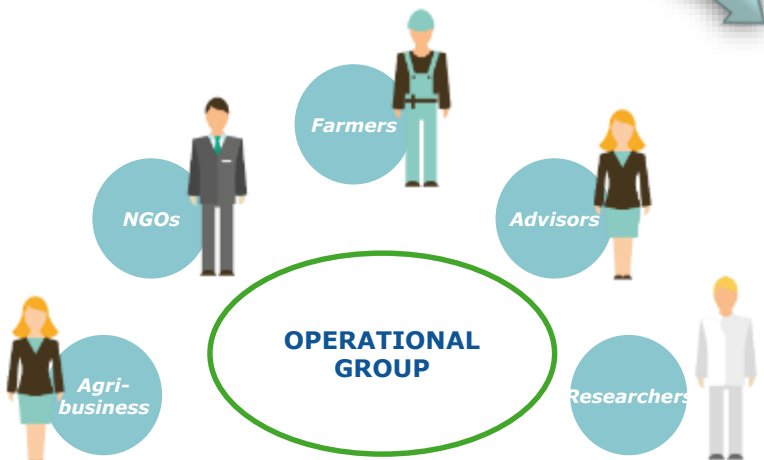 Farmers
NGOs
Advisors
OPERATIONAL
GROUP
Agri-
business
Researchers